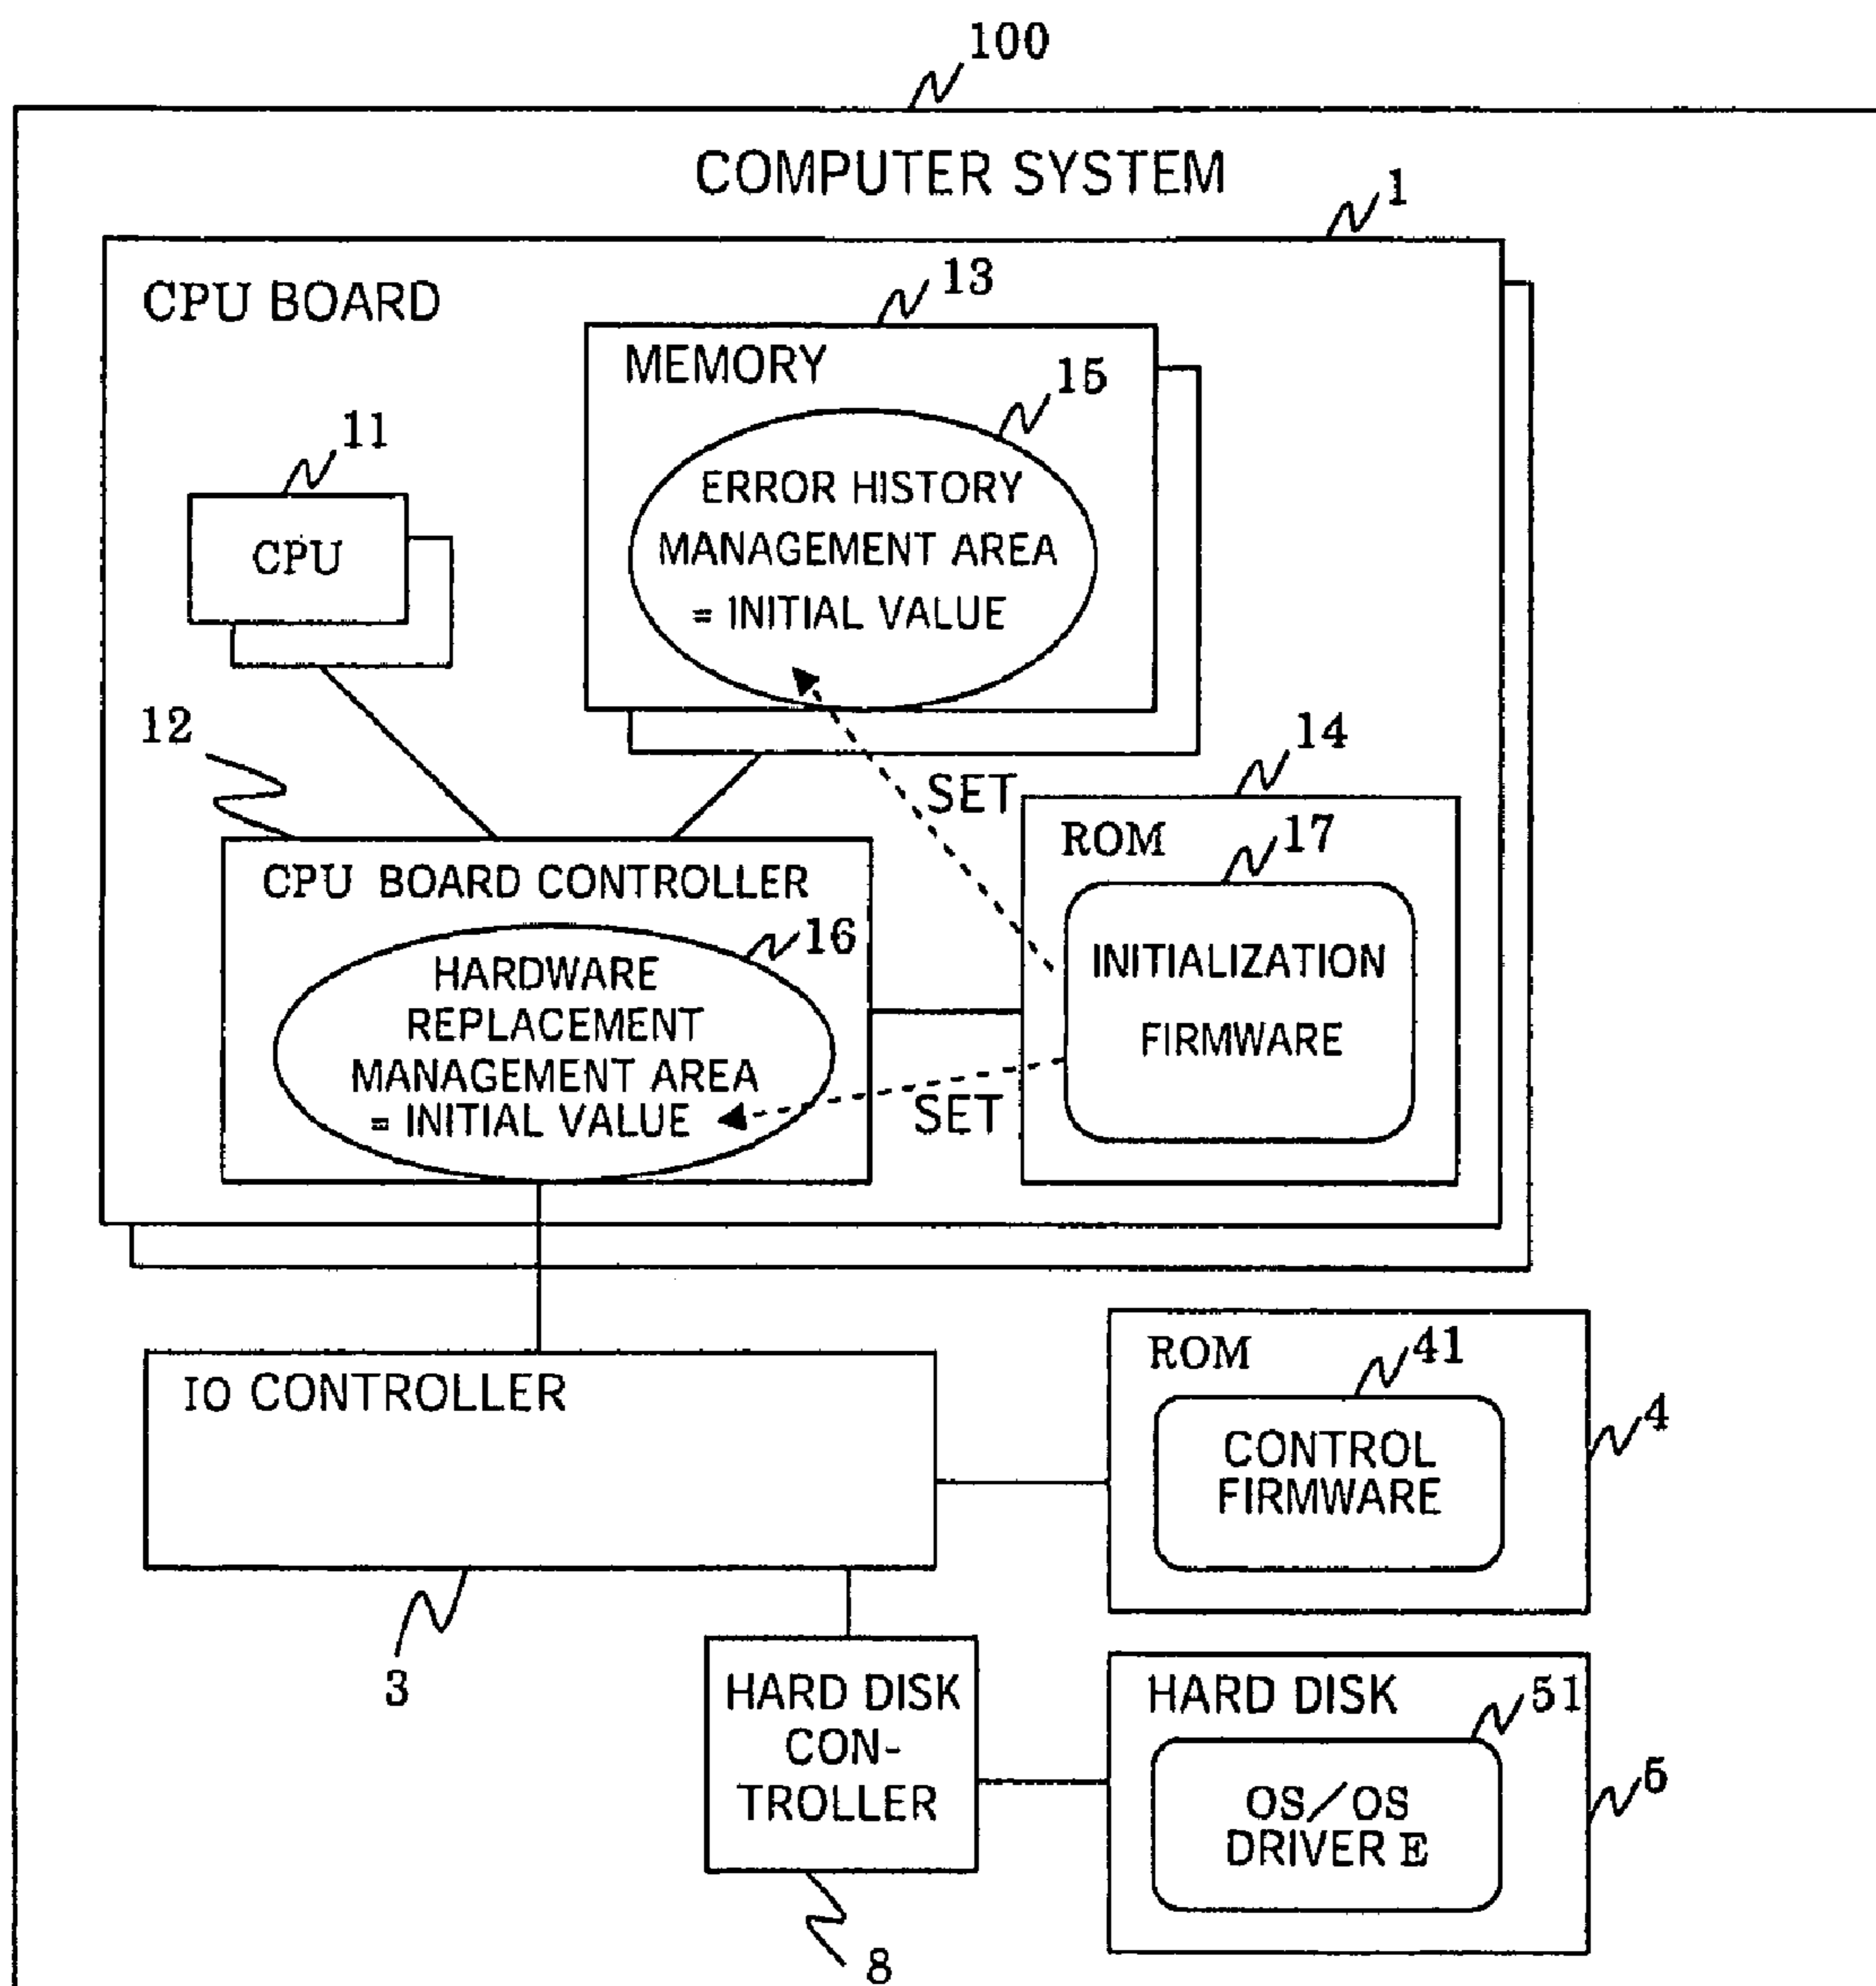 100
COMPUTER SYSTEM
1
CPU BOARD
13
MEMORY
15
ERROR HISTORY
MANAGEMENT AREA
= INITIAL VALUE
11
CPU
12
14
SET
ROM
17
INITIALIZATION
FIRMWARE
CPU BOARD CONTROLLER
16
HARDWARE
REPLACEMENT
MANAGEMENT AREA
= INITIAL VALUE
SET
IO CONTROLLER
3
ROM
41
CONTROL
FIRMWARE
4
HARD DISK
CON-
TROLLER
8
HARD DISK
51
OS/OS
DRIVER E
5